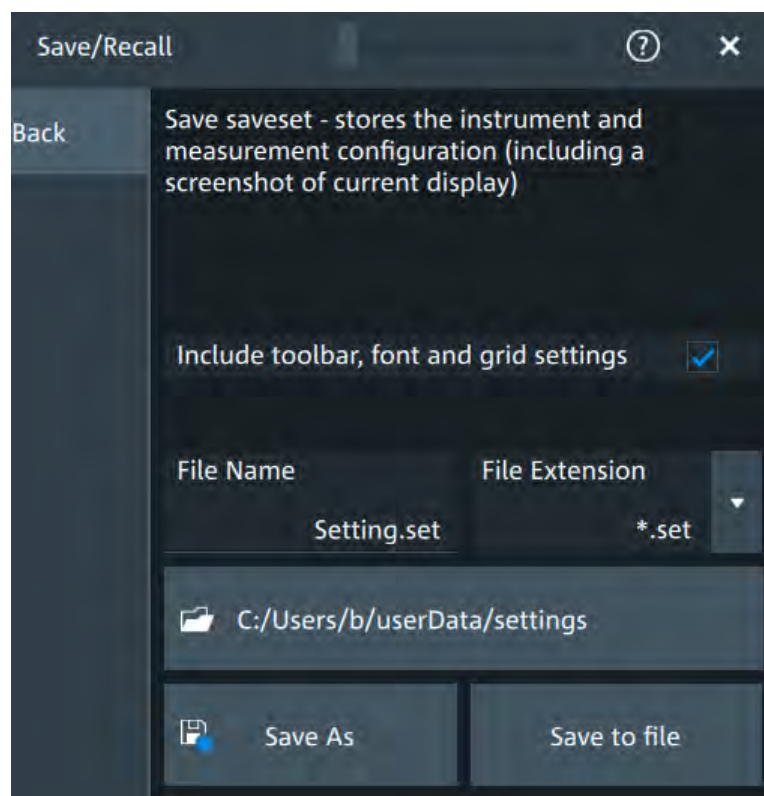 Save/Recall
Back
Save saveset - stores the instrument and
measurement configuration (including a
screenshot of current display)
Include toolbar, font and grid settings
File Name
File Extension
Setting.set
*.set
C:/Users/b/userData/settings
Save As
Save to file